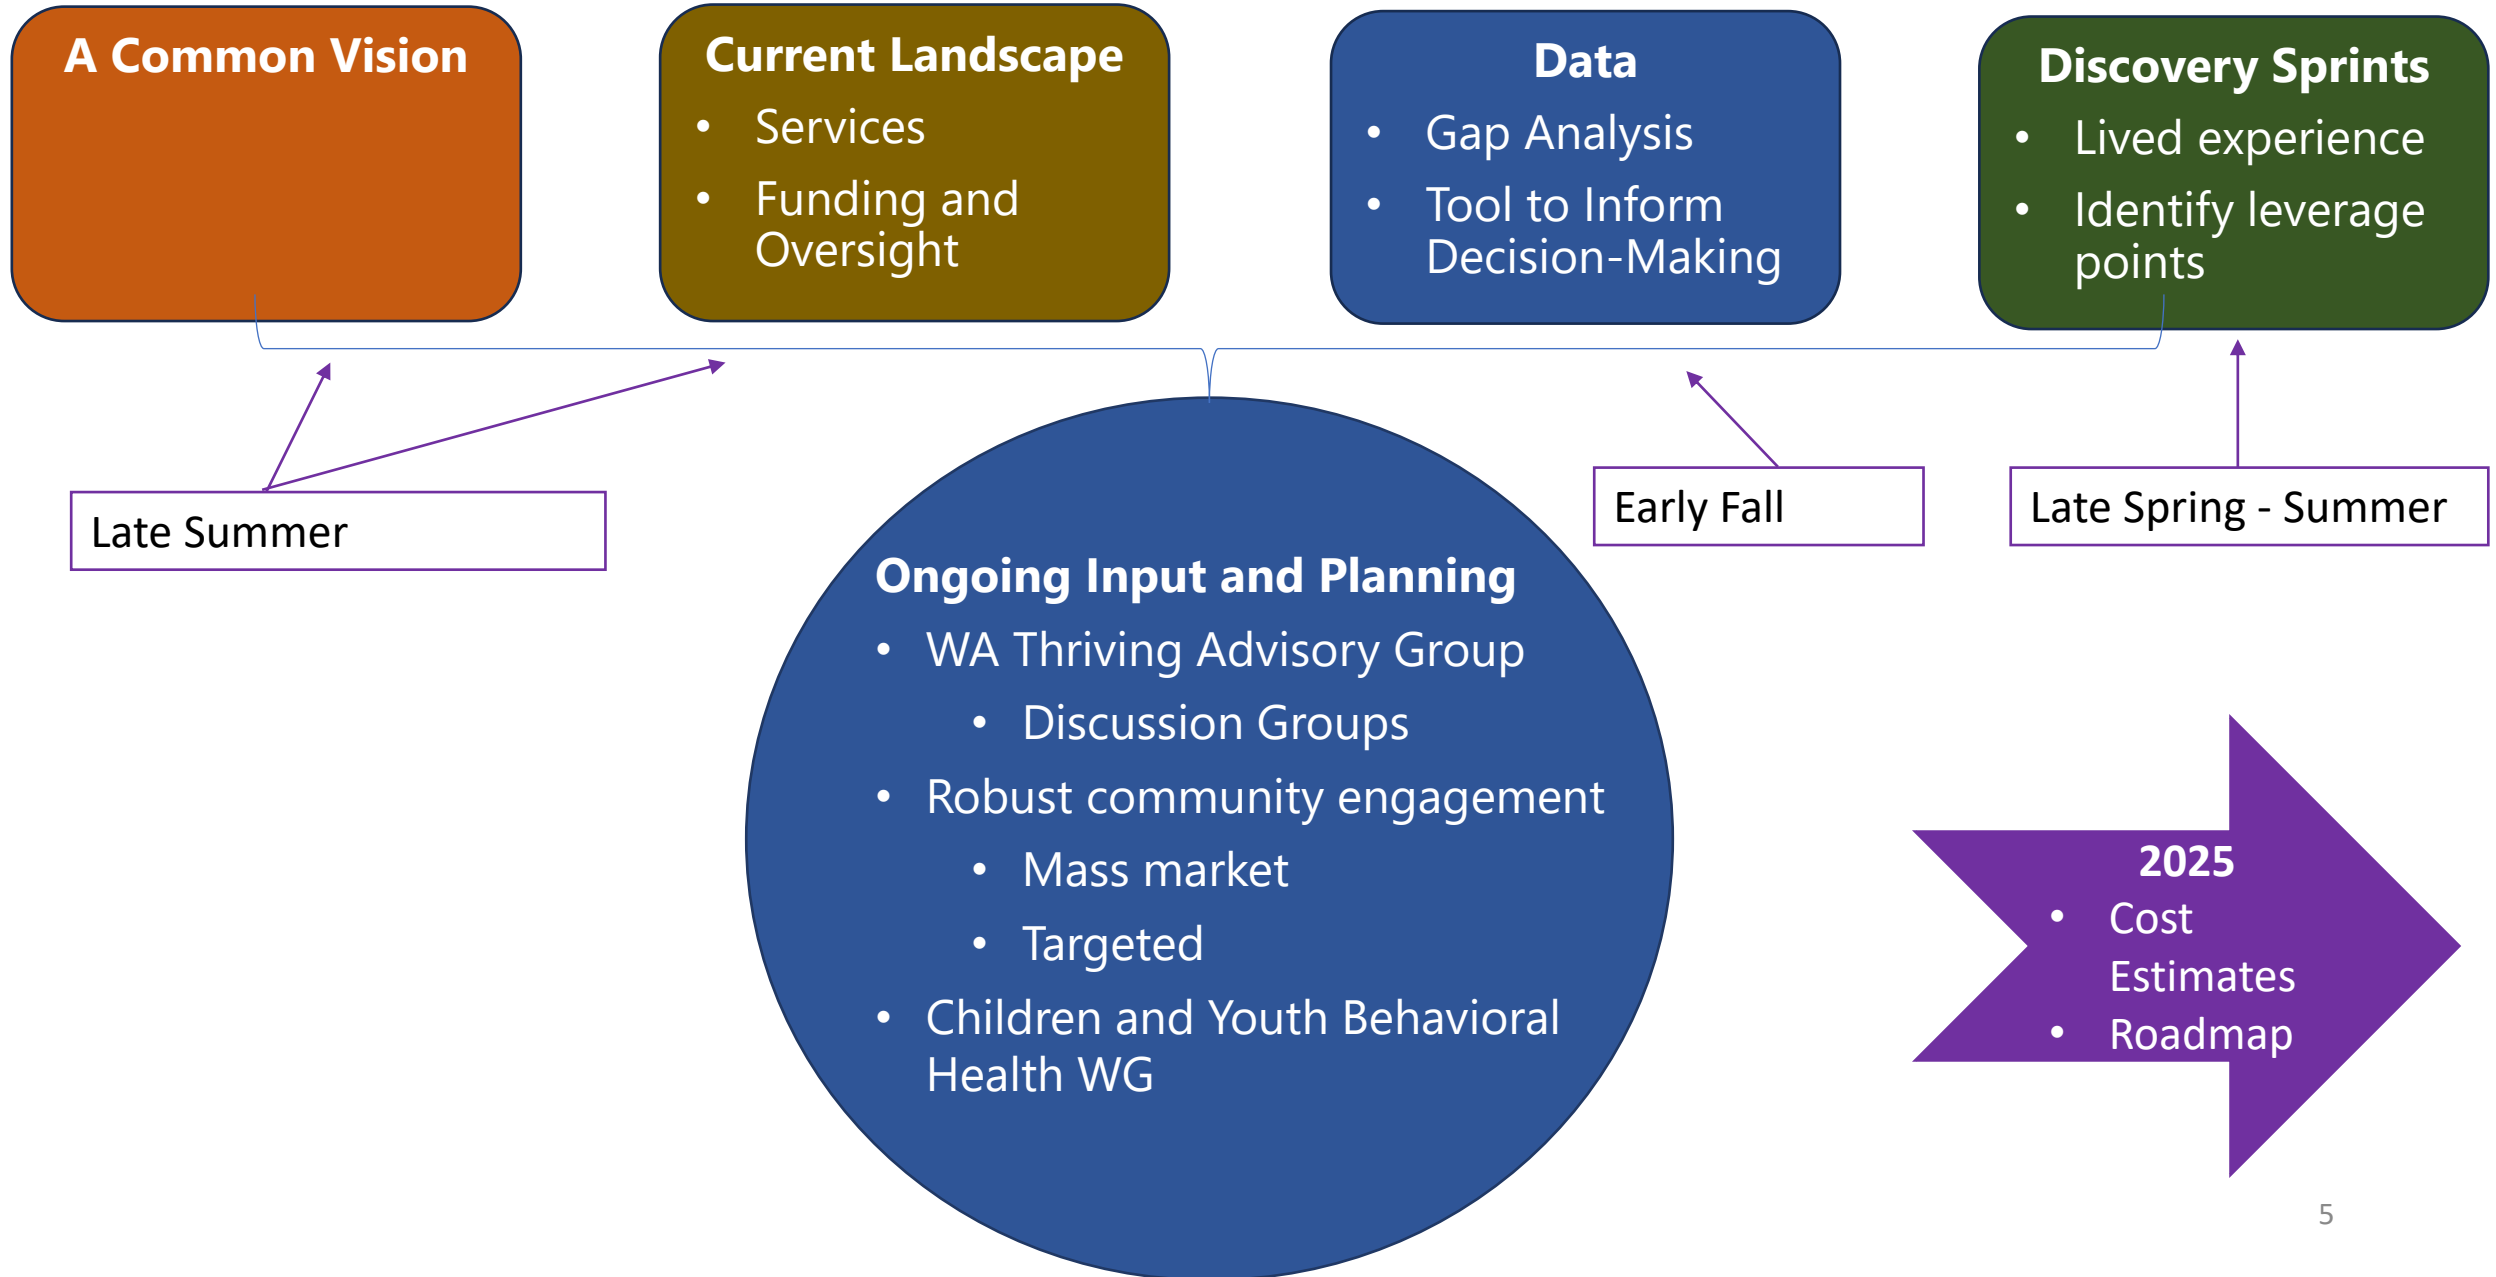 A Common Vision
Current Landscape
• Services
• Funding and
Oversight
Data
• Gap Analysis
• Tool to Inform
Decision-Making
Discovery Sprints
• Lived experience
• Identify leverage
points
Late Summer
Early Fall
Late Spring - Summer
Ongoing Input and Planning
• WA Thriving Advisory Group
• Discussion Groups
• Robust community engagement
• Mass market
• Targeted
• Children and Youth Behavioral
Health WG
2025
• Cost
Estimates
• Roadmap
5